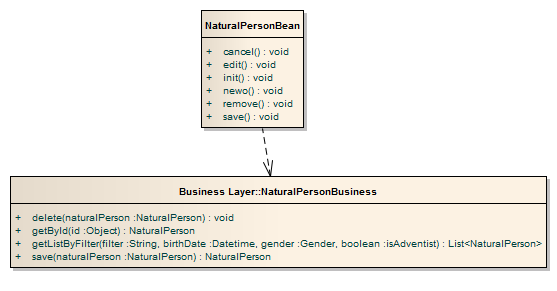 NaturalPersonBean
+ cancel() : void
+ edit() : void
+ init() : void
+ newo() : void
+ remove() : void
+ save() : void
Business Layer::NaturalPersonBusiness
+ delete(naturalPerson :NaturalPerson) : void
+ getById(id :Object) : NaturalPerson
+ getListByFilter(filter :String, birthDate :Datetime, gender :Gender, boolean :isAdventist) : List<NaturalPerson>
+ save(naturalPerson :NaturalPerson) : NaturalPerson